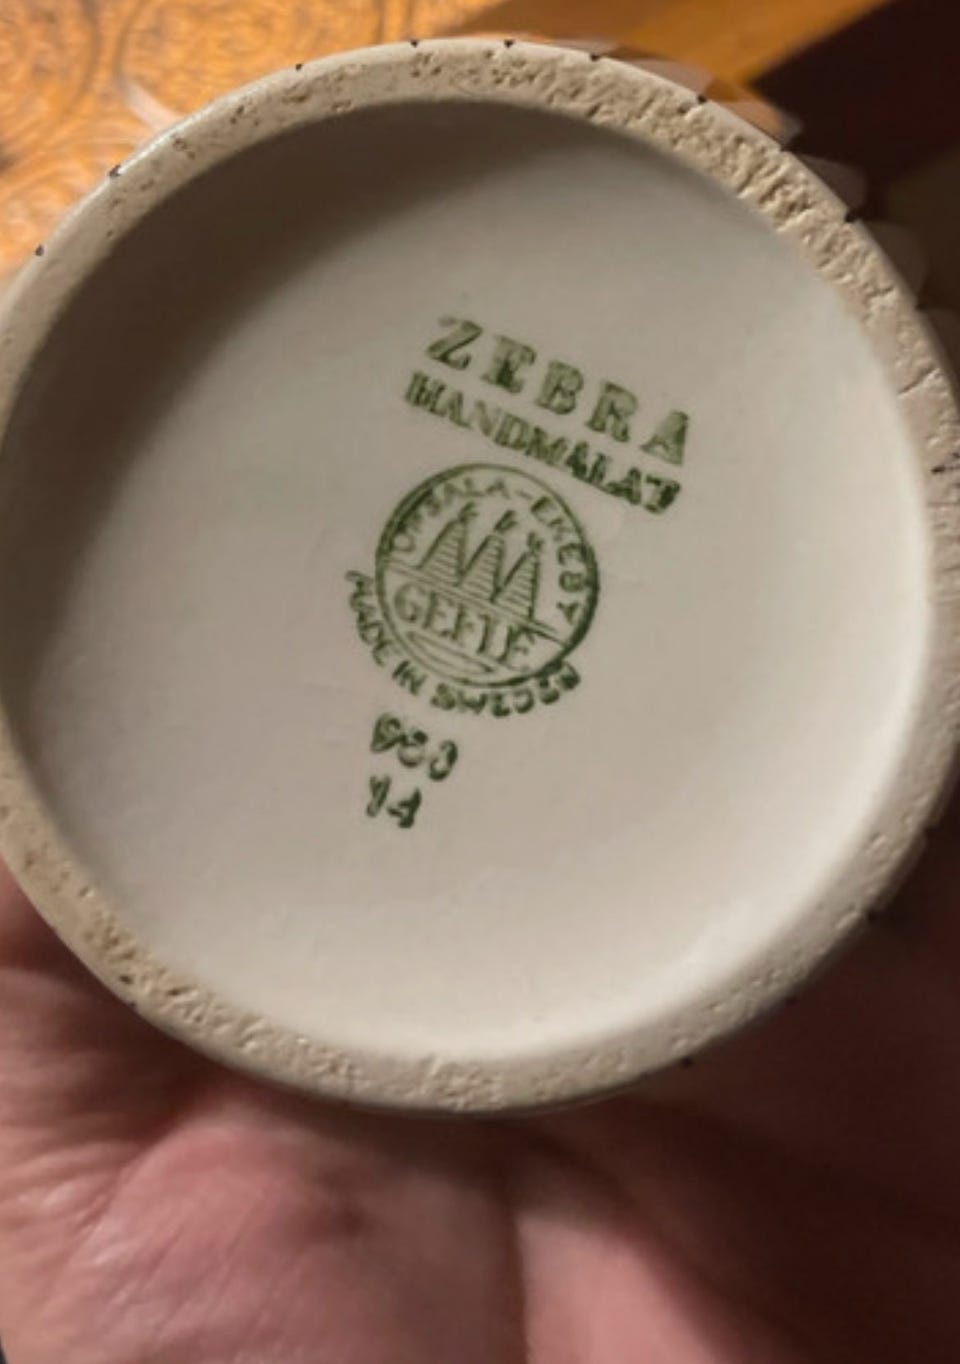 ZEBRA
HANDMÅLAT
UPSALA-EKEBY
GEFLE
MADE IN SWEDEN
14